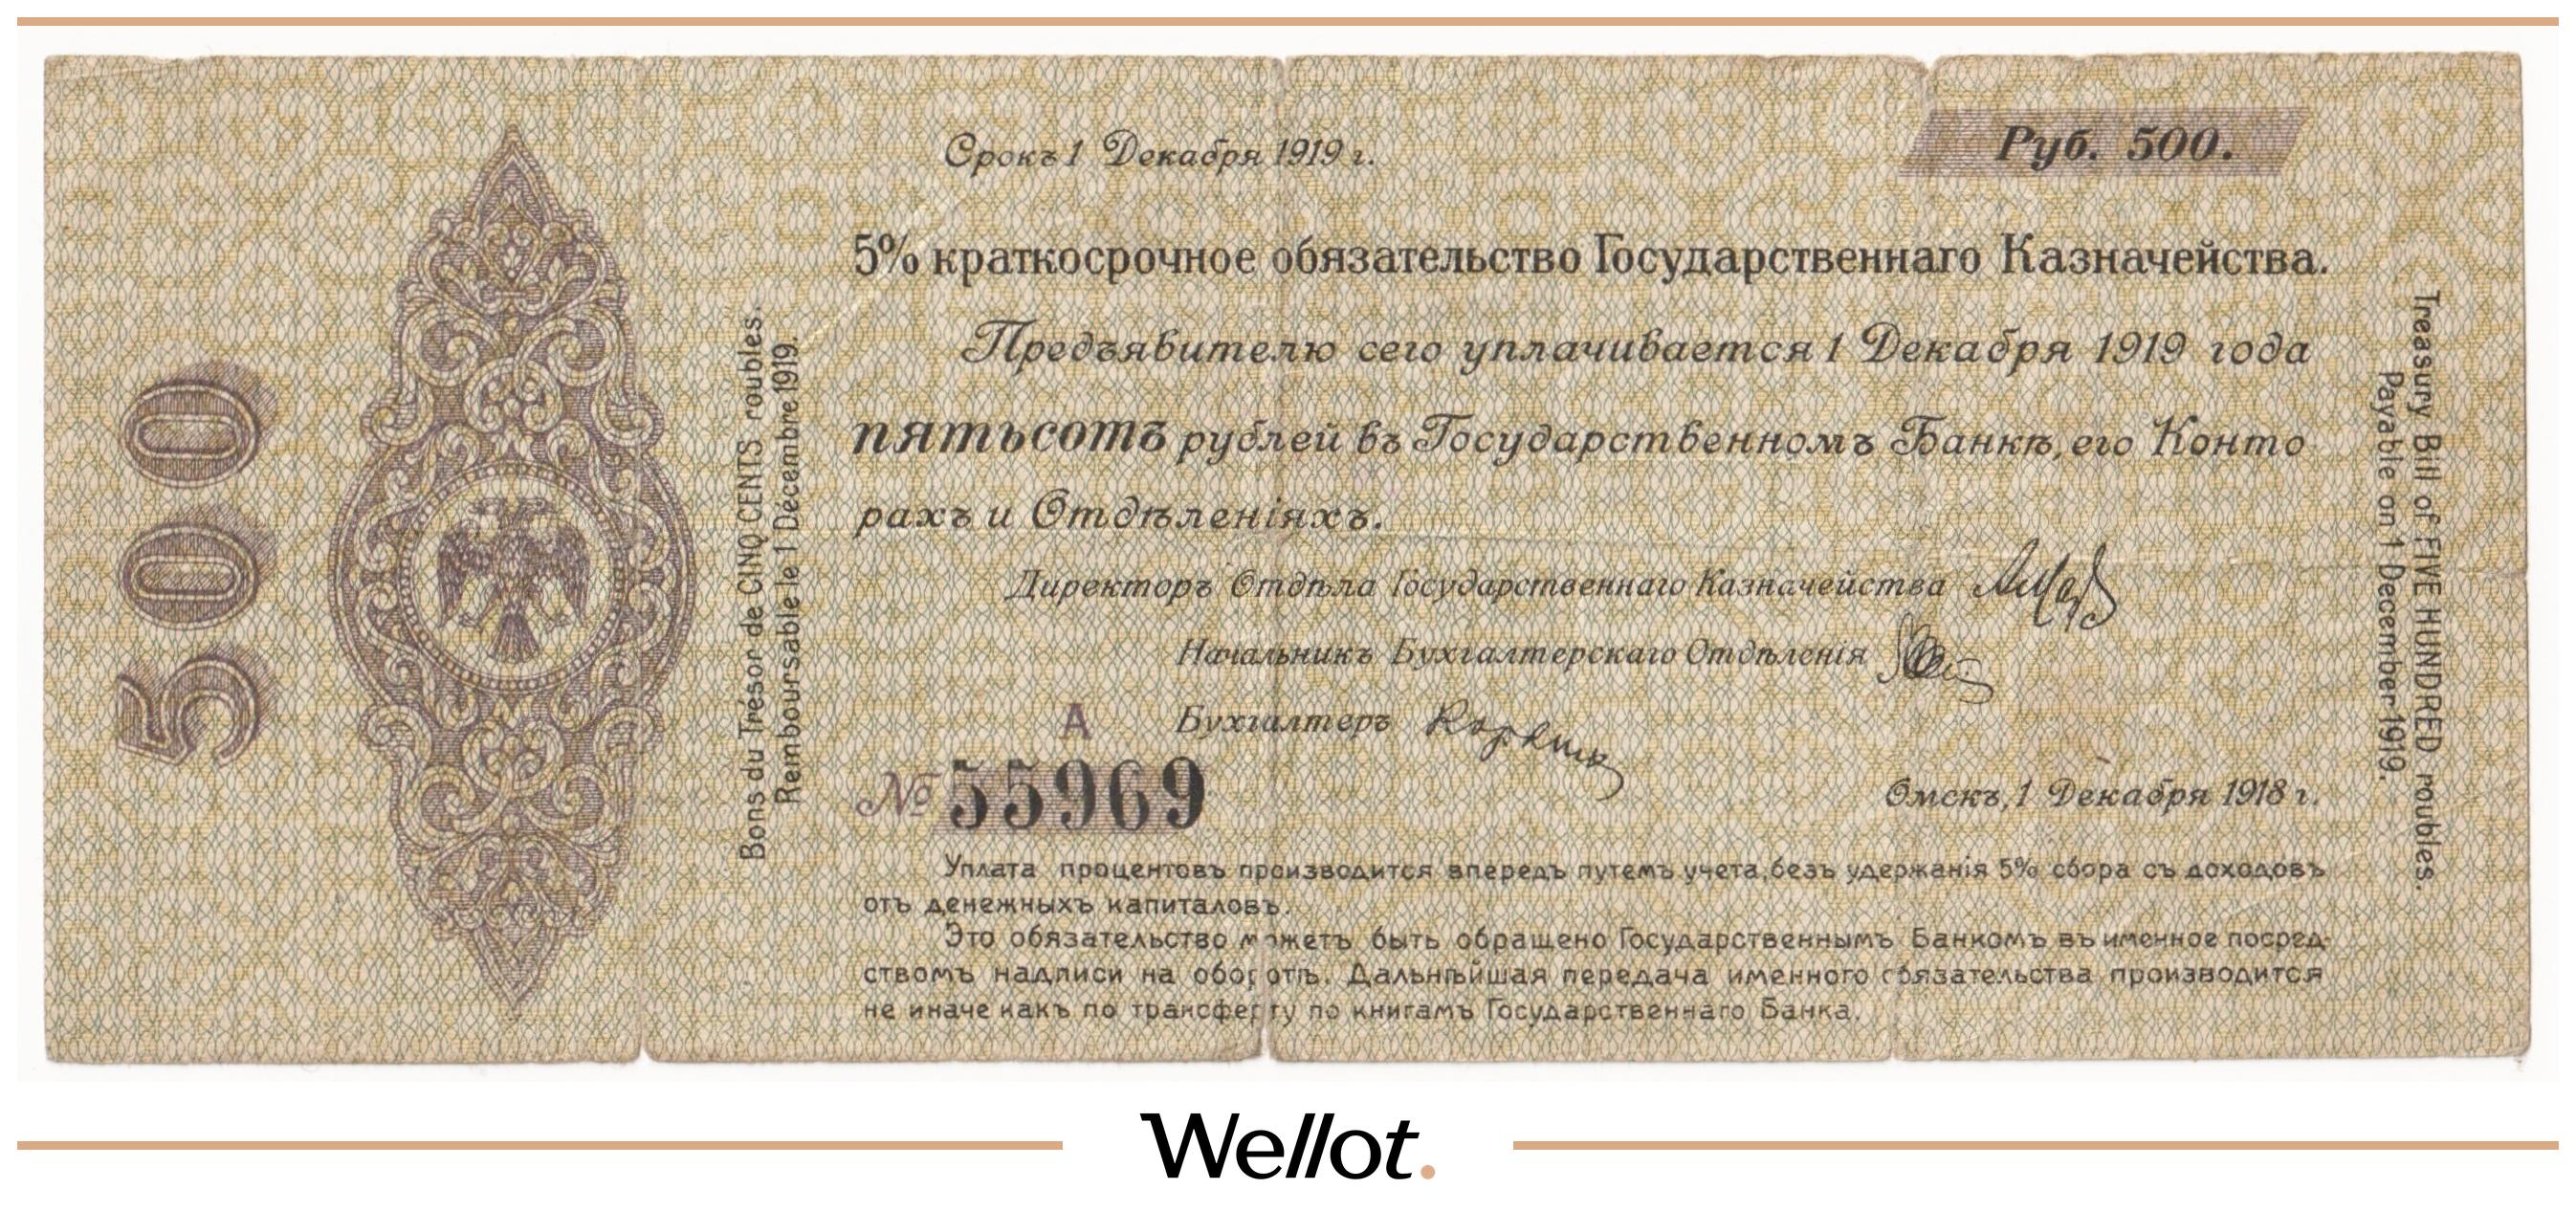 Срокъ 1 Декабря 1919 г.
Руб. 500.
5% краткосрочное обязательство Государственнаго Казначейства.
Предъявителю сего уплачивается 1 Декабря 1919 года
пятьсотъ рублей въ Государственномъ Банкѣ, его Конто
рахъ и Отдѣленіяхъ.
Директоръ Отдѣла Государственнаго Казначейства
Начальникъ Бухгалтерскаго Отдѣленія
А
Бухгалтеръ
№ 55969
Омскъ, 1 Декабря 1918 г.
Уплата процентовъ производится впередъ путемъ учета, безъ удержанія 5% сбора съ доходовъ
отъ денежныхъ капиталовъ.
Это обязательство можетъ быть обращено Государственнымъ Банкомъ въ именное посред-
ствомъ надписи на оборотѣ. Дальнѣйшая передача именного обязательства производится
не иначе какъ по трансферту по книгамъ Государственнаго Банка.
500
Bons du Trésor de CINQ CENTS roubles.
Remboursable le 1 Décembre 1919.
Treasury Bill of FIVE HUNDRED roubles.
Payable on 1 December 1919.
Wellot.